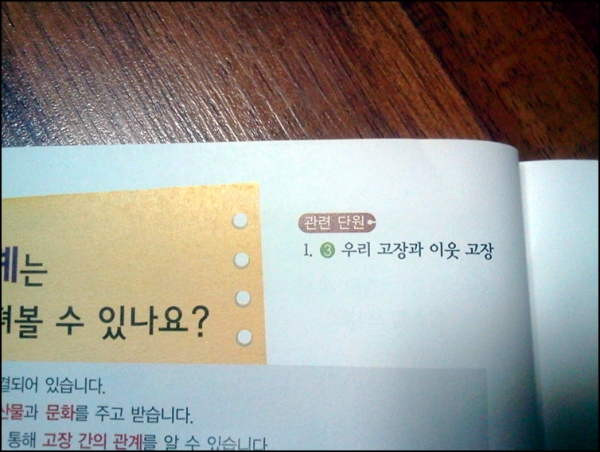 관련 단원
1. 3 우리 고장과 이웃 고장
계는
펴볼 수 있나요?
결되어 있습니다.
산물과 문화를 주고 받습니다.
통해 고장 간의 관계를 알 수 있습니다.